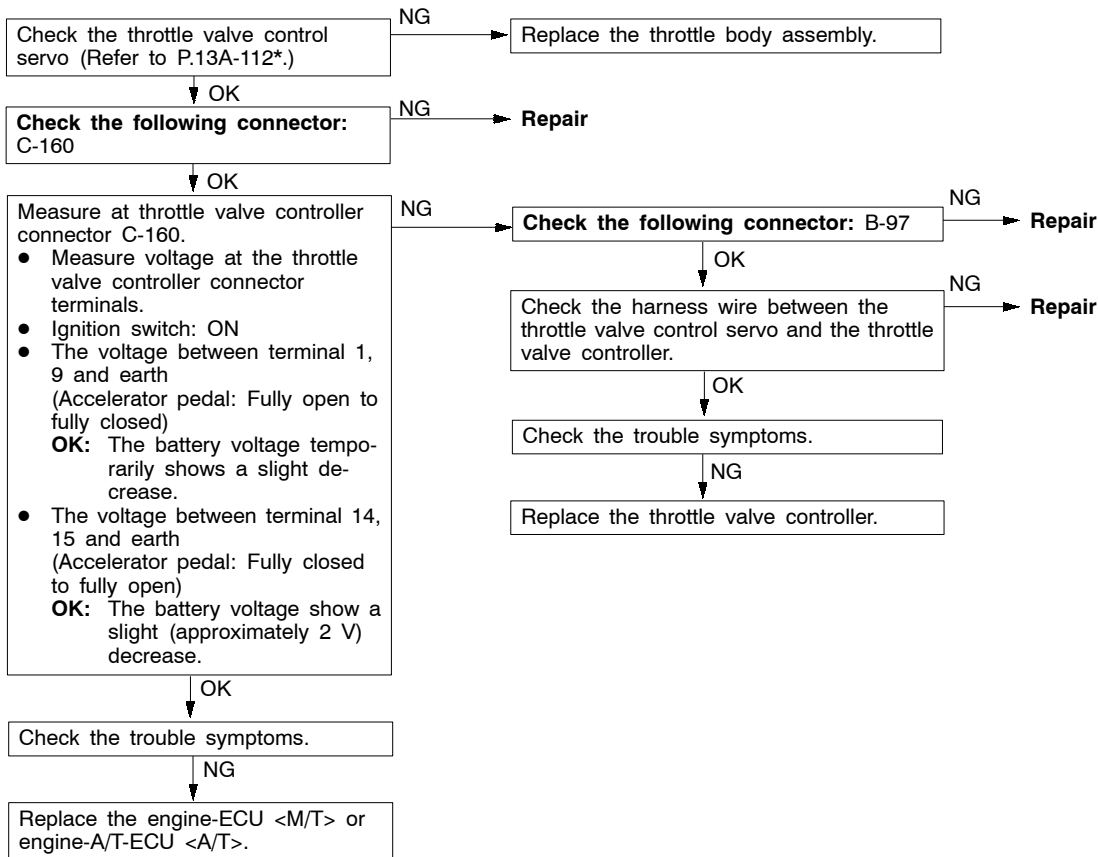 Check the throttle valve control
servo (Refer to P.13A-112*.)
NG
Replace the throttle body assembly.
OK
Check the following connector:
C-160
NG
Repair
OK
Measure at throttle valve controller
connector C-160.
● Measure voltage at the throttle
valve controller connector
terminals.
● Ignition switch: ON
● The voltage between terminal 1,
9 and earth
(Accelerator pedal: Fully open to
fully closed)
OK: The battery voltage tempo-
rarily shows a slight de-
crease.
● The voltage between terminal 14,
15 and earth
(Accelerator pedal: Fully closed
to fully open)
OK: The battery voltage show a
slight (approximately 2 V)
decrease.
NG
Check the following connector: B-97
NG
Repair
OK
Check the harness wire between the
throttle valve control servo and the throttle
valve controller.
NG
Repair
OK
Check the trouble symptoms.
NG
Replace the throttle valve controller.
OK
Check the trouble symptoms.
NG
Replace the engine-ECU <M/T> or
engine-A/T-ECU <A/T>.